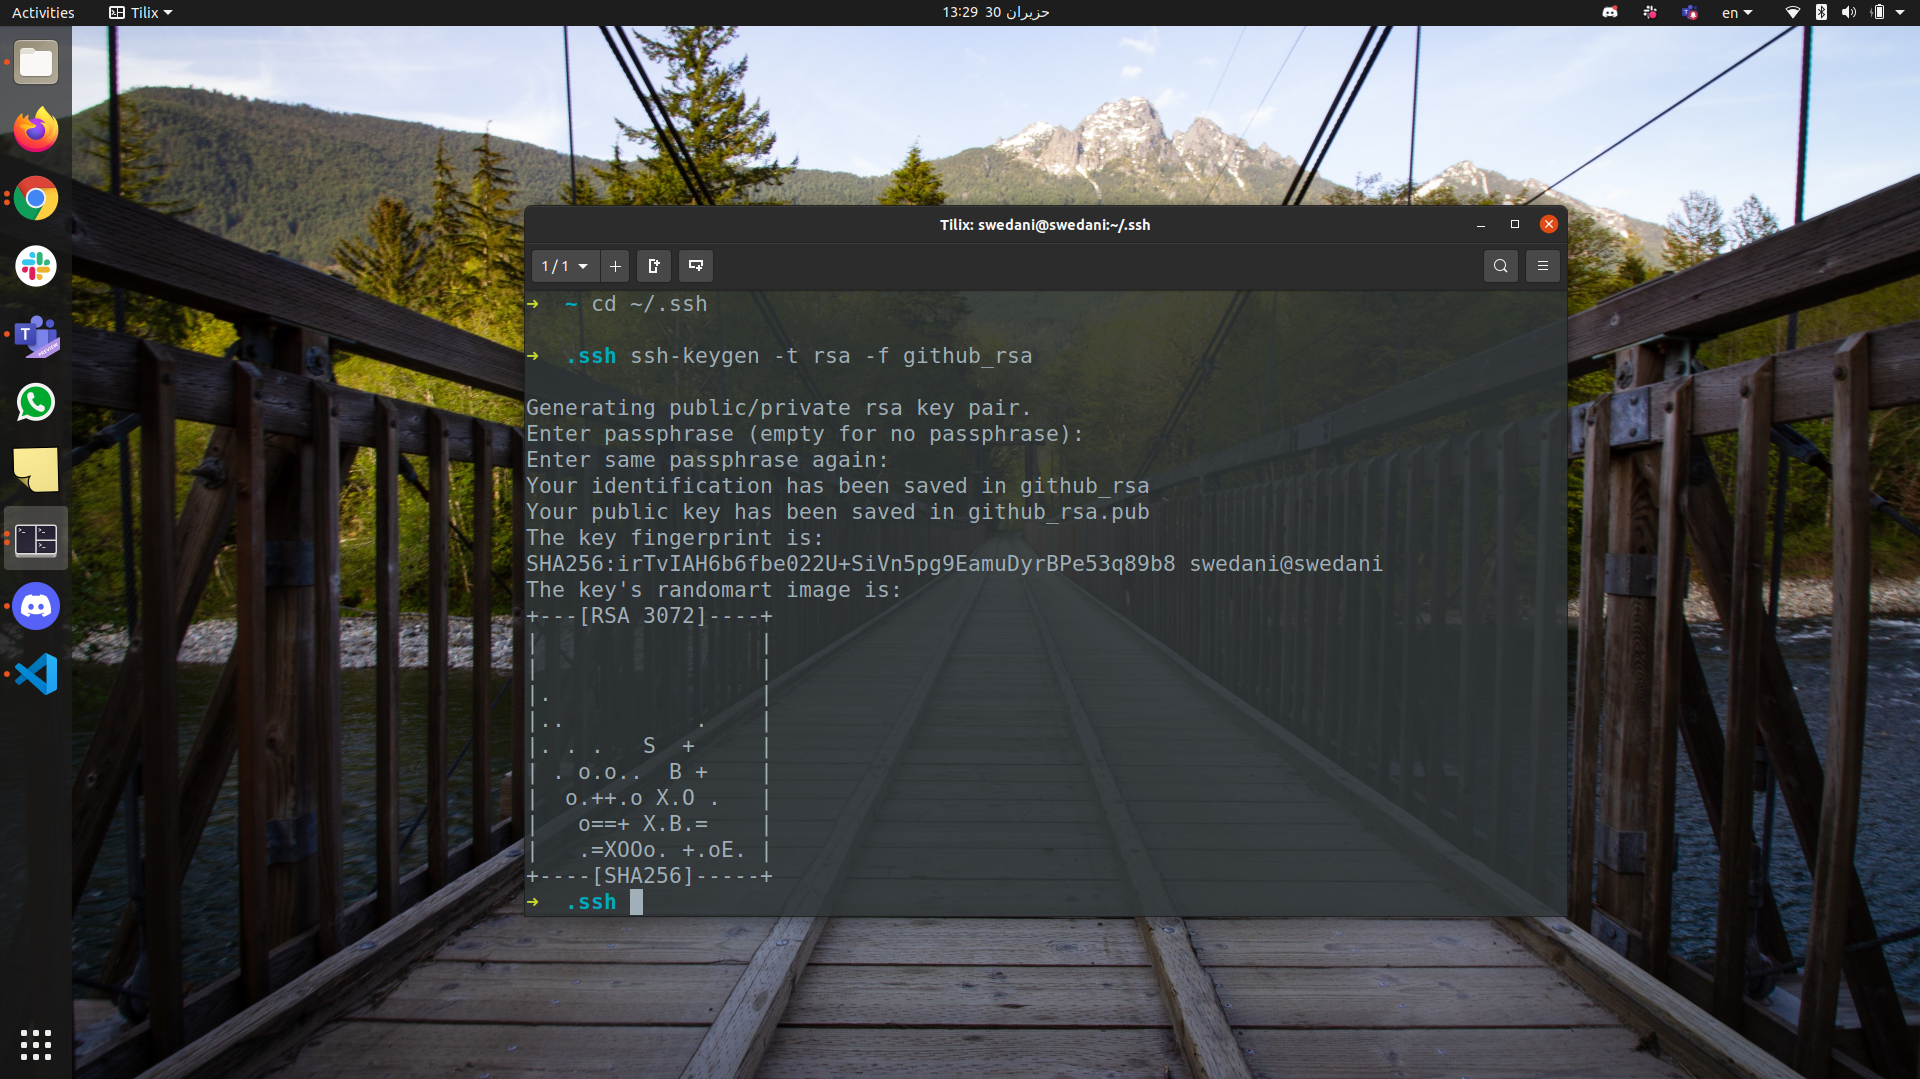 Activities
Tilix
13:29 30 حزيران
en
Tilix: swedani@swedani:~/.ssh
1 / 1
➜  ~ cd ~/.ssh
➜  .ssh ssh-keygen -t rsa -f github_rsa
Generating public/private rsa key pair.
Enter passphrase (empty for no passphrase):
Enter same passphrase again:
Your identification has been saved in github_rsa
Your public key has been saved in github_rsa.pub
The key fingerprint is:
SHA256:irTvIAH6b6fbe022U+SiVn5pg9EamuDyrBPe53q89b8 swedani@swedani
The key's randomart image is:
+---[RSA 3072]----+
|                 |
|                 |
|.                |
|..          .    |
|. . .   S  +     |
| . o.o..  B +    |
|  o.++.o X.O .   |
|   o==+ X.B.=    |
|   .=XOOo. +.oE. |
+----[SHA256]-----+
➜  .ssh